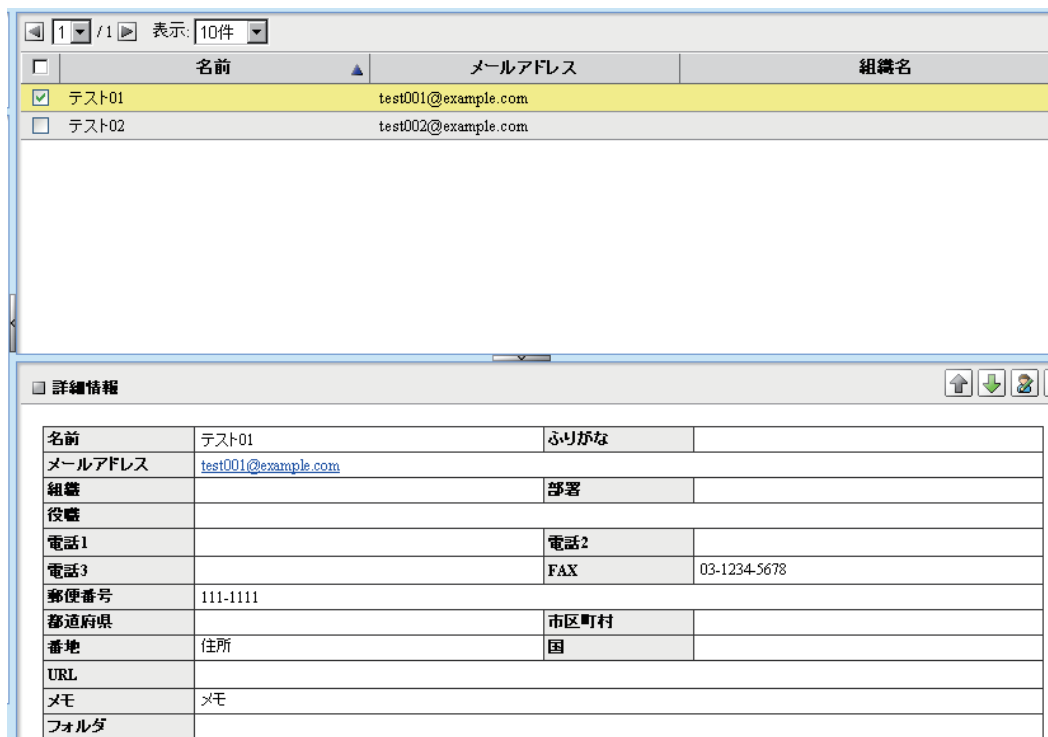 1 /1 表示: 10件
名前 メールアドレス 組織名
テスト01 test001@example.com
テスト02 test002@example.com
詳細情報
名前 テスト01 ふりがな
メールアドレス test001@example.com
組織 部署
役職
電話1 電話2
電話3 FAX 03-1234-5678
郵便番号 111-1111
都道府県 市区町村
番地 住所 国
URL
メモ メモ
フォルダ